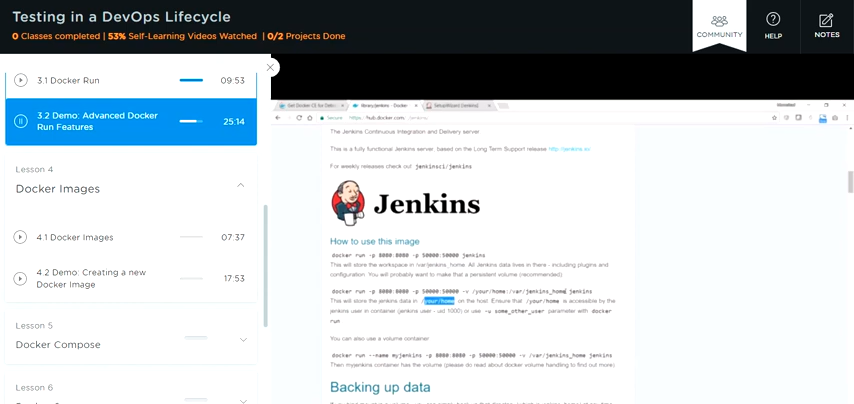 Testing in a DevOps Lifecycle
0 Classes completed | 53% Self-Learning Videos Watched | 0/2 Projects Done
COMMUNITY
HELP
NOTES
3.1 Docker Run
09:53
3.2 Demo: Advanced Docker
Run Features
25:14
Lesson 4
Docker Images
4.1 Docker Images
07:37
4.2 Demo: Creating a new
Docker Image
17:53
Lesson 5
Docker Compose
Lesson 6
The Jenkins Continuous Integration and Delivery server
This is a fully functional Jenkins server, based on the Long Term Support release http://jenkins.io
For weekly releases check out jenkinsci/jenkins
Jenkins
How to use this image
docker run -p 8080:8080 -p 50000:50000 jenkins
This will store the workspace in /var/jenkins_home. All Jenkins data lives in there - including plugins and
configuration. You will probably want to make that a persistent volume (recommended)
docker run -p 8080:8080 -p 50000:50000 -v /your/home:/var/jenkins_home jenkins
This will store the jenkins data in /your/home on the host. Ensure that /your/home is accessible by the
jenkins user in container (jenkins user - uid 1000) or use -u some_other_user parameter with docker
run
You can also use a volume container
docker run --name myjenkins -p 8080:8080 -p 50000:50000 -v /var/jenkins_home jenkins
Then myjenkins container has the volume (please do read about docker volume handling to find out more)
Backing up data